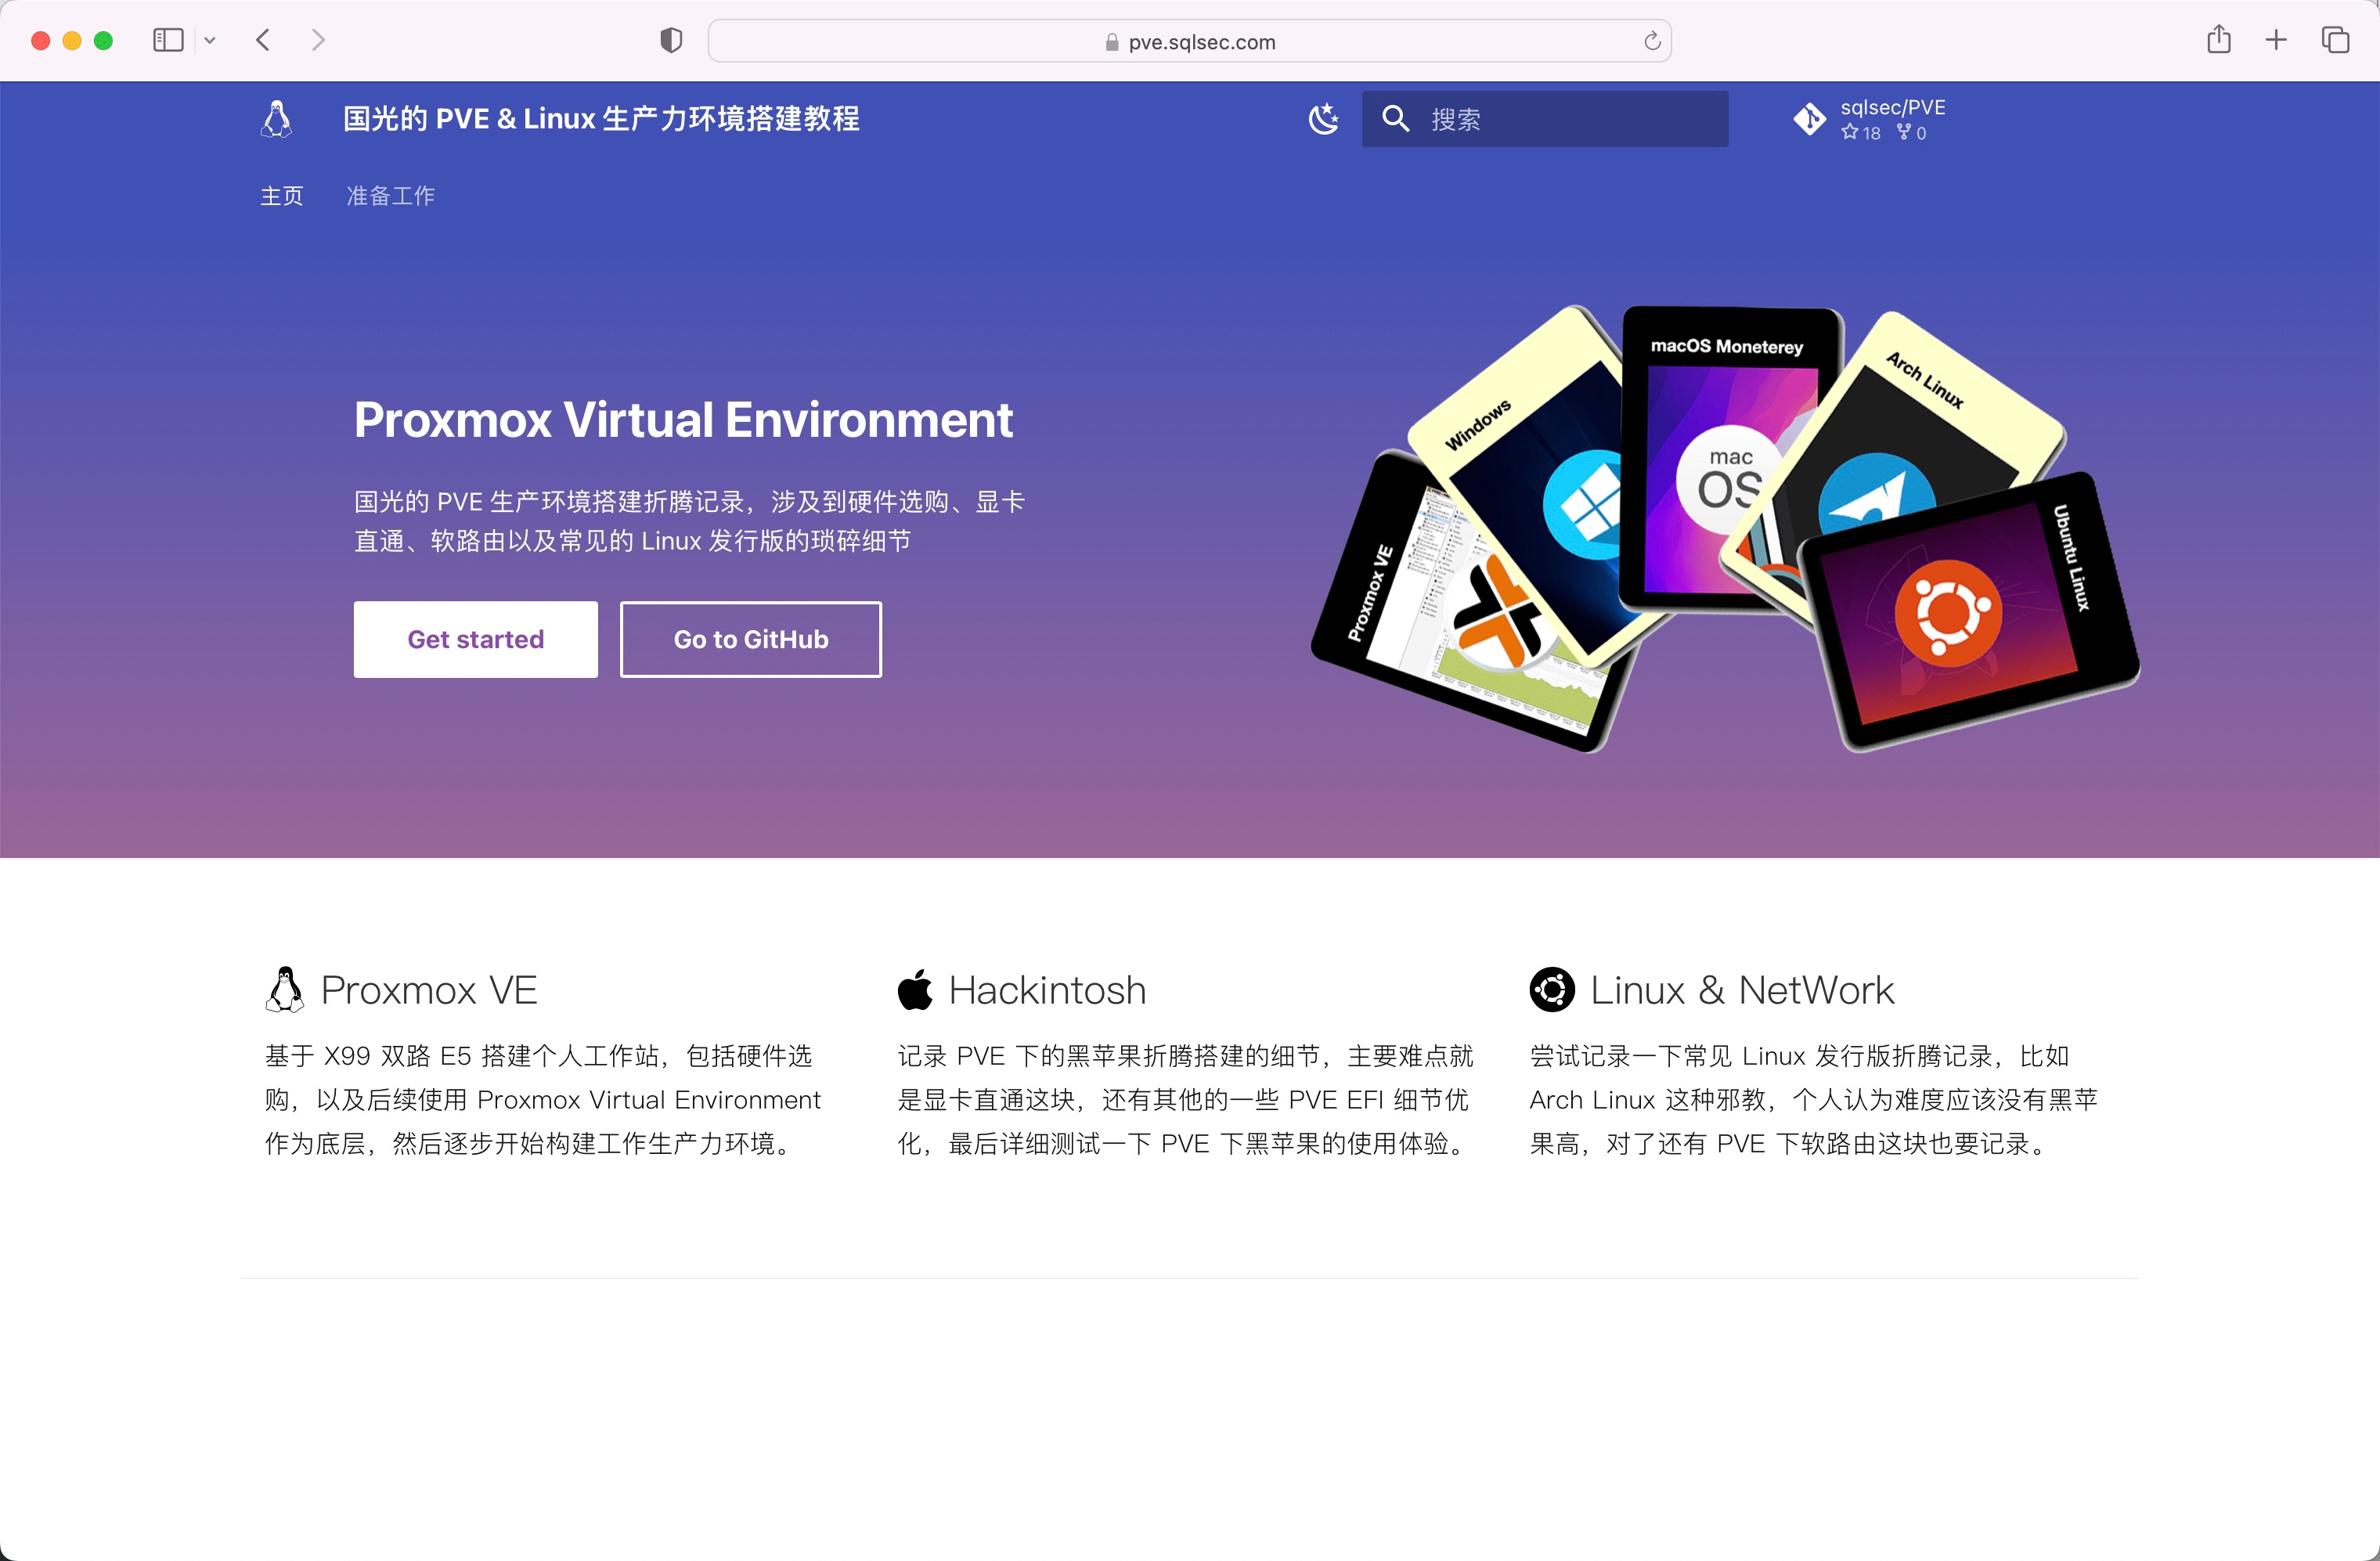 pve.sqlsec.com
国光的 PVE & Linux 生产力环境搭建教程
搜索
sqlsec/PVE
18 0
主页 准备工作
Proxmox Virtual Environment
国光的 PVE 生产环境搭建折腾记录，涉及到硬件选购、显卡
直通、软路由以及常见的 Linux 发行版的琐碎细节
Get started
Go to GitHub
Proxmox VE
Windows
macOS Moneterey
mac
OS
Arch Linux
Ubuntu Linux
Proxmox VE
基于 X99 双路 E5 搭建个人工作站，包括硬件选
购，以及后续使用 Proxmox Virtual Environment
作为底层，然后逐步开始构建工作生产力环境。
Hackintosh
记录 PVE 下的黑苹果折腾搭建的细节，主要难点就
是显卡直通这块，还有其他的一些 PVE EFI 细节优
化，最后详细测试一下 PVE 下黑苹果的使用体验。
Linux & NetWork
尝试记录一下常见 Linux 发行版折腾记录，比如
Arch Linux 这种邪教，个人认为难度应该没有黑苹
果高，对了还有 PVE 下软路由这块也要记录。